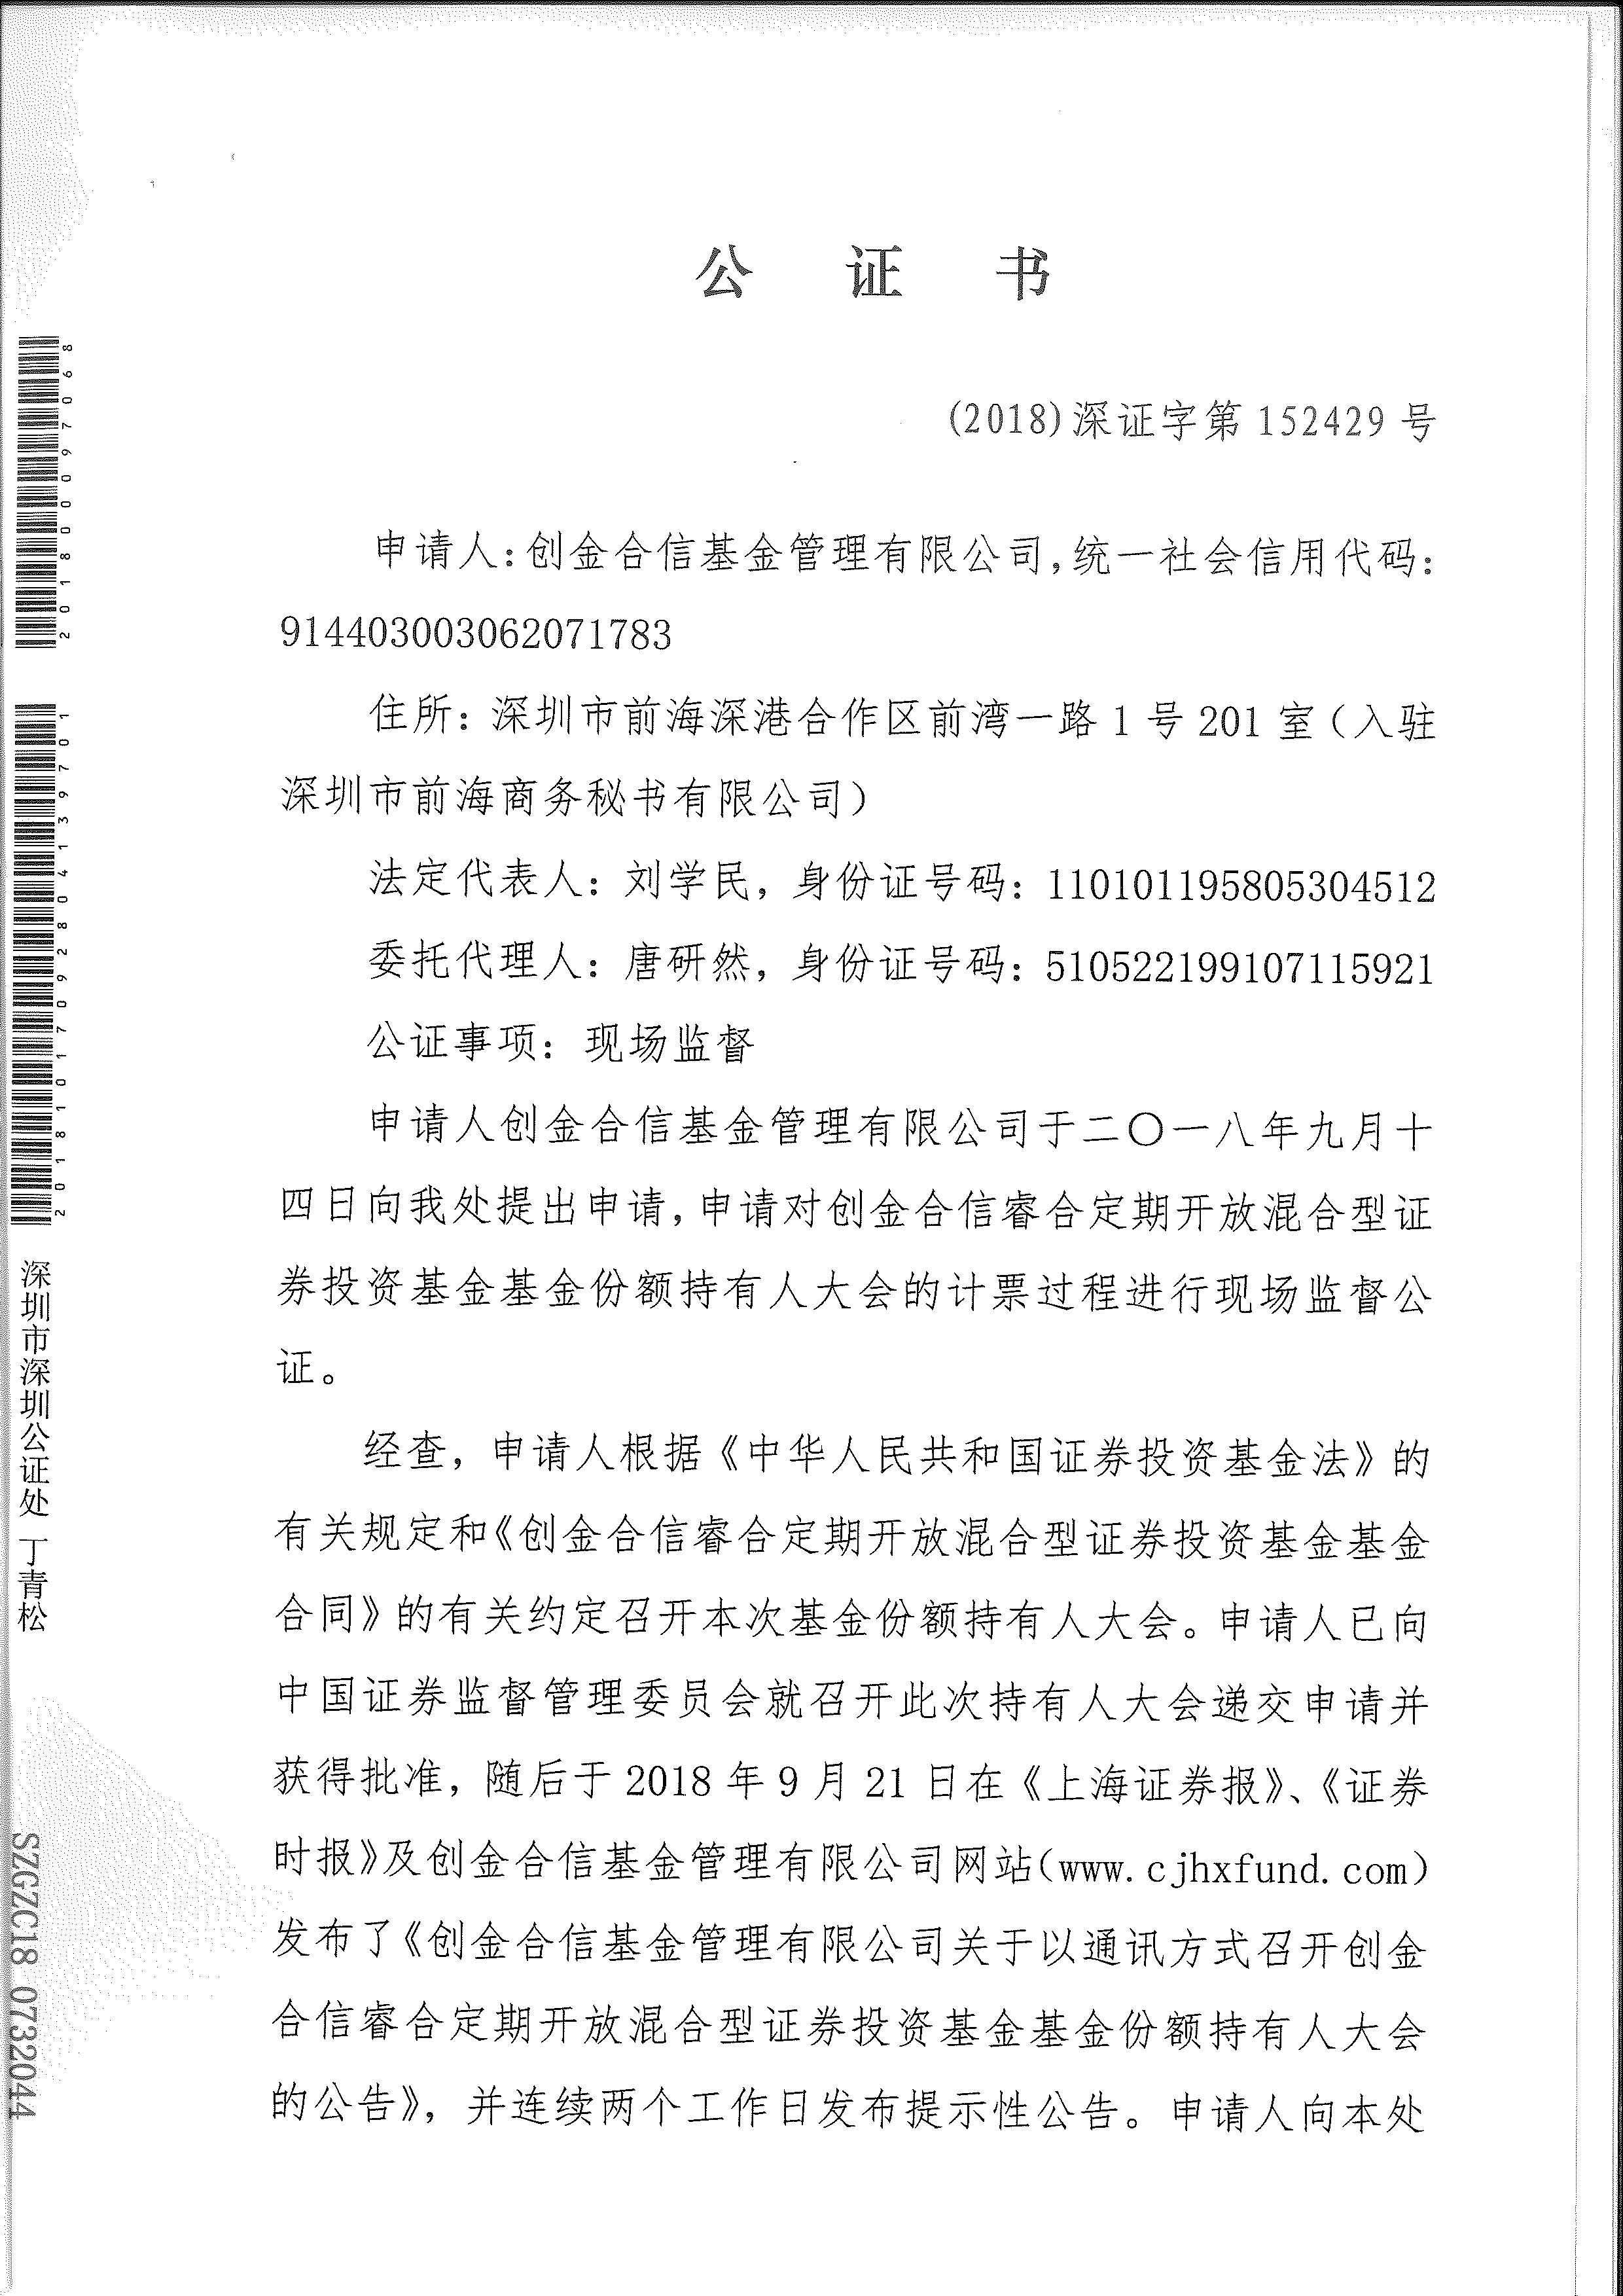 公 证 书
(2018)深证字第 152429 号
申请人:创金合信基金管理有限公司,统一社会信用代码:
914403003062071783
住所: 深圳市前海深港合作区前湾一路 1 号 201 室（入驻
深圳市前海商务秘书有限公司）
法定代表人: 刘学民, 身份证号码: 110101195805304512
委托代理人: 唐研然, 身份证号码: 510522199107115921
公证事项: 现场监督
申请人创金合信基金管理有限公司于二〇一八年九月十
四日向我处提出申请,申请对创金合信睿合定期开放混合型证
券投资基金基金份额持有人大会的计票过程进行现场监督公
证。
经查, 申请人根据《中华人民共和国证券投资基金法》的
有关规定和《创金合信睿合定期开放混合型证券投资基金基金
合同》的有关约定召开本次基金份额持有人大会。申请人已向
中国证券监督管理委员会就召开此次持有人大会递交申请并
获得批准, 随后于 2018 年 9 月 21 日在《上海证券报》、《证券
时报》及创金合信基金管理有限公司网站(www.cjhxfund.com)
发布了《创金合信基金管理有限公司关于以通讯方式召开创金
合信睿合定期开放混合型证券投资基金基金份额持有人大会
的公告》, 并连续两个工作日发布提示性公告。申请人向本处
201800097068
20181017092804139701
深圳市深圳公证处 丁青松
SZGZC18 0732044